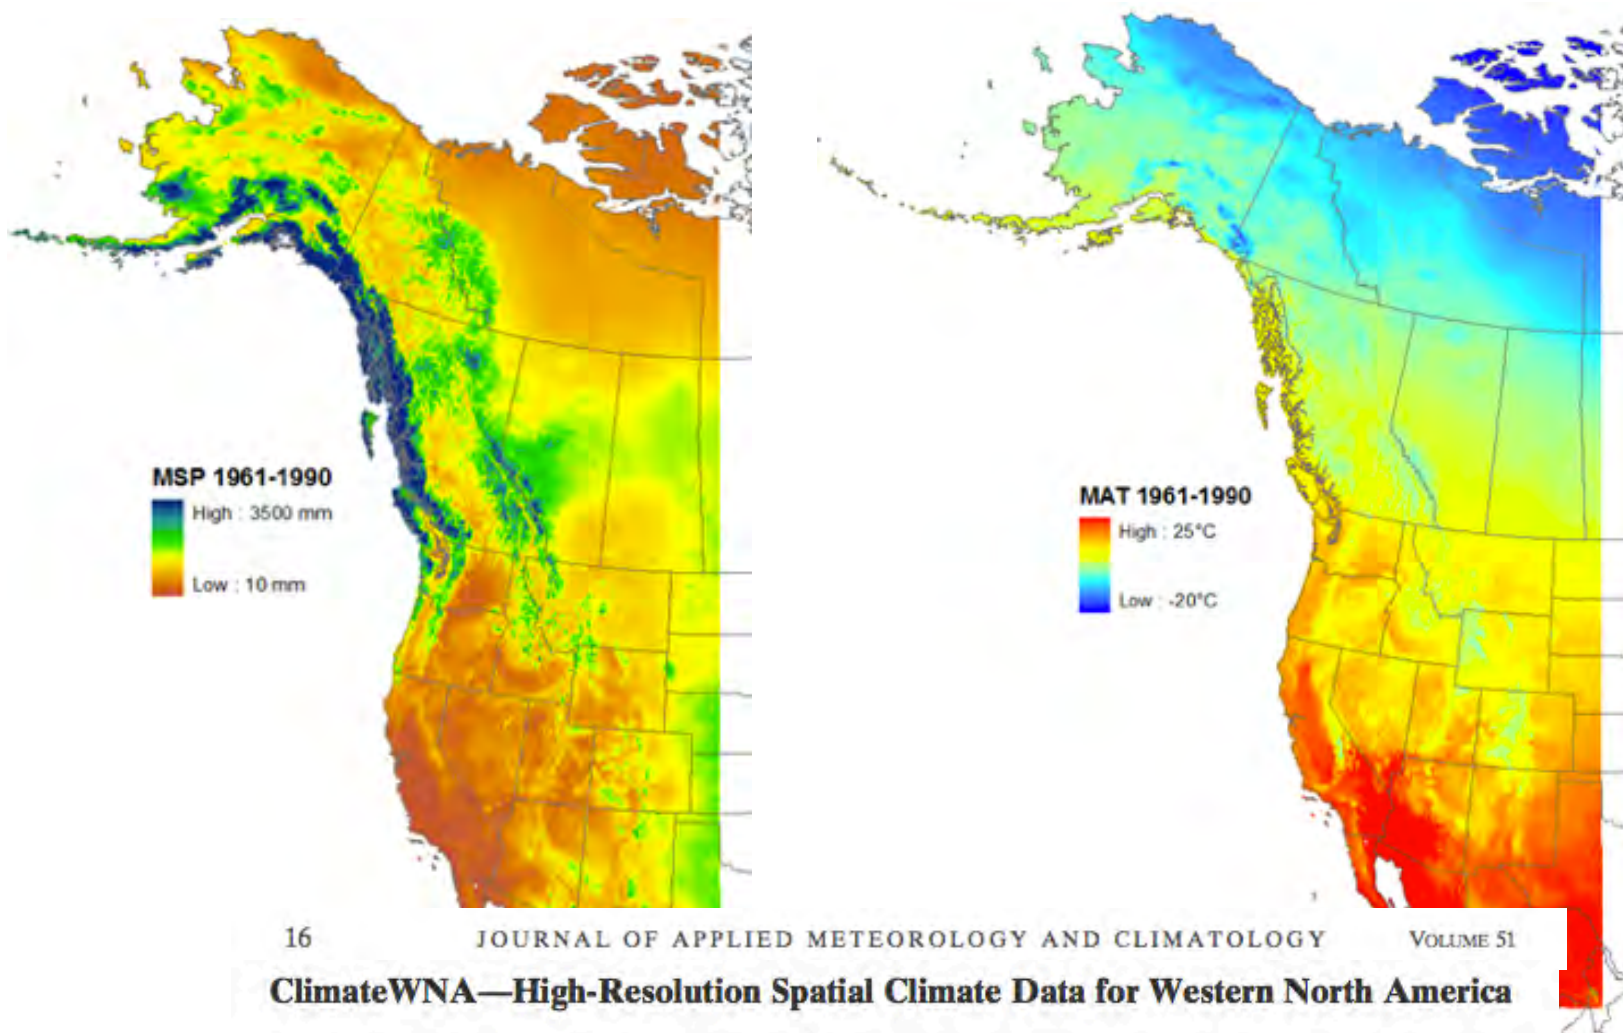 MSP 1961-1990
High : 3500 mm
Low : 10 mm
MAT 1961-1990
High : 25°C
Low : -20°C
16 JOURNAL OF APPLIED METEOROLOGY AND CLIMATOLOGY VOLUME 51
ClimateWNA—High-Resolution Spatial Climate Data for Western North America